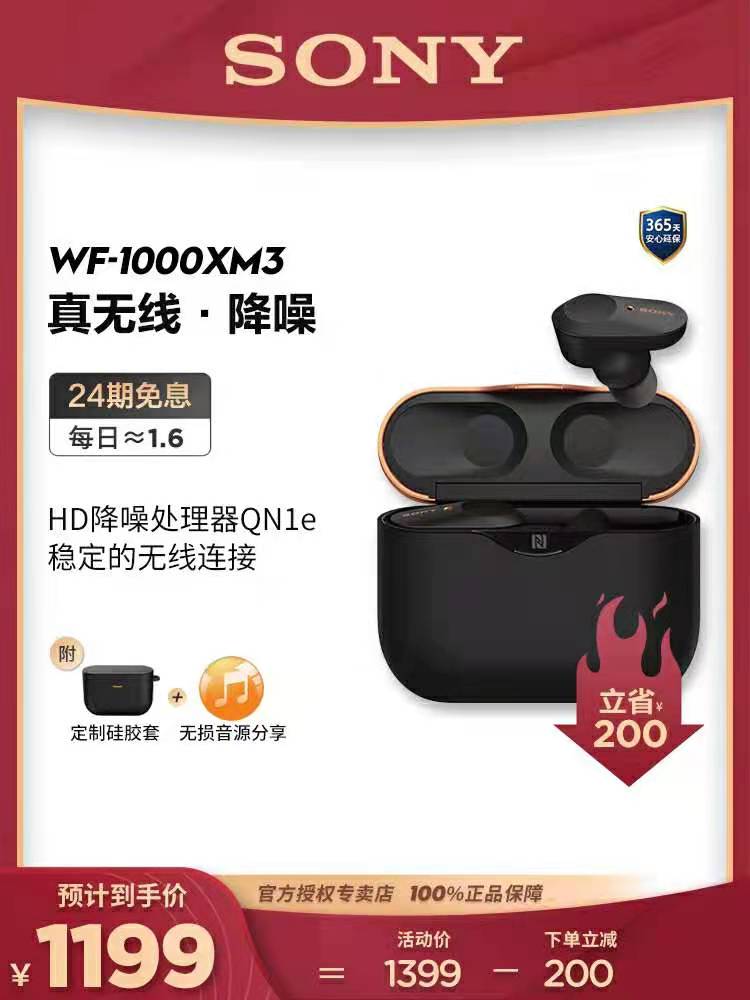 SONY
365天
安心延保
WF-1000XM3
真无线·降噪
SONY
24期免息
每日≈1.6
HD降噪处理器QN1e
稳定的无线连接
SONY
附
+
定制硅胶套
无损音源分享
立省¥
200
预计到手价
官方授权专卖店 100%正品保障
活动价
下单立减
¥1199 = 1399 - 200